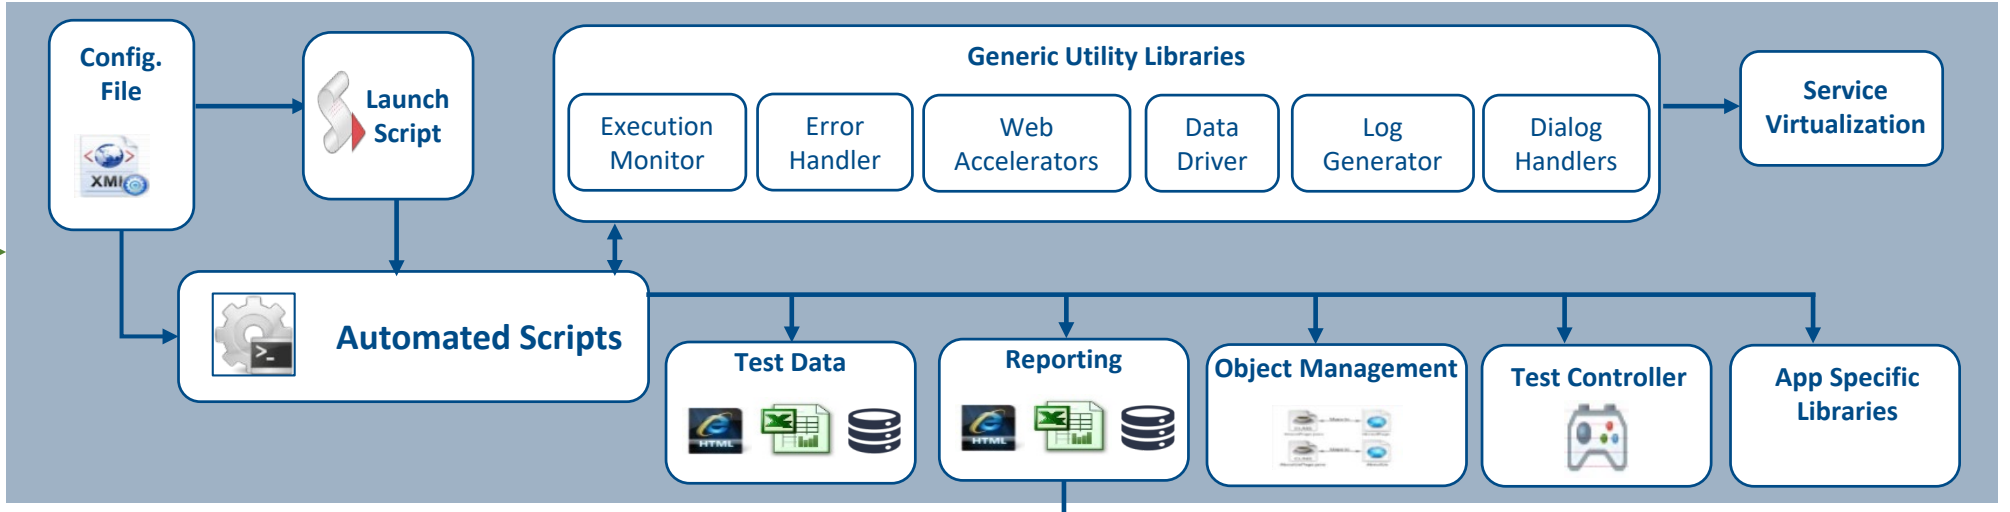 Config.
File
XMl
Launch
Script
Generic Utility Libraries
Execution
Monitor
Error
Handler
Web
Accelerators
Data
Driver
Log
Generator
Dialog
Handlers
Service
Virtualization
Automated Scripts
>_
Test Data
HTML
Reporting
HTML
Object Management
Test Controller
App Specific
Libraries